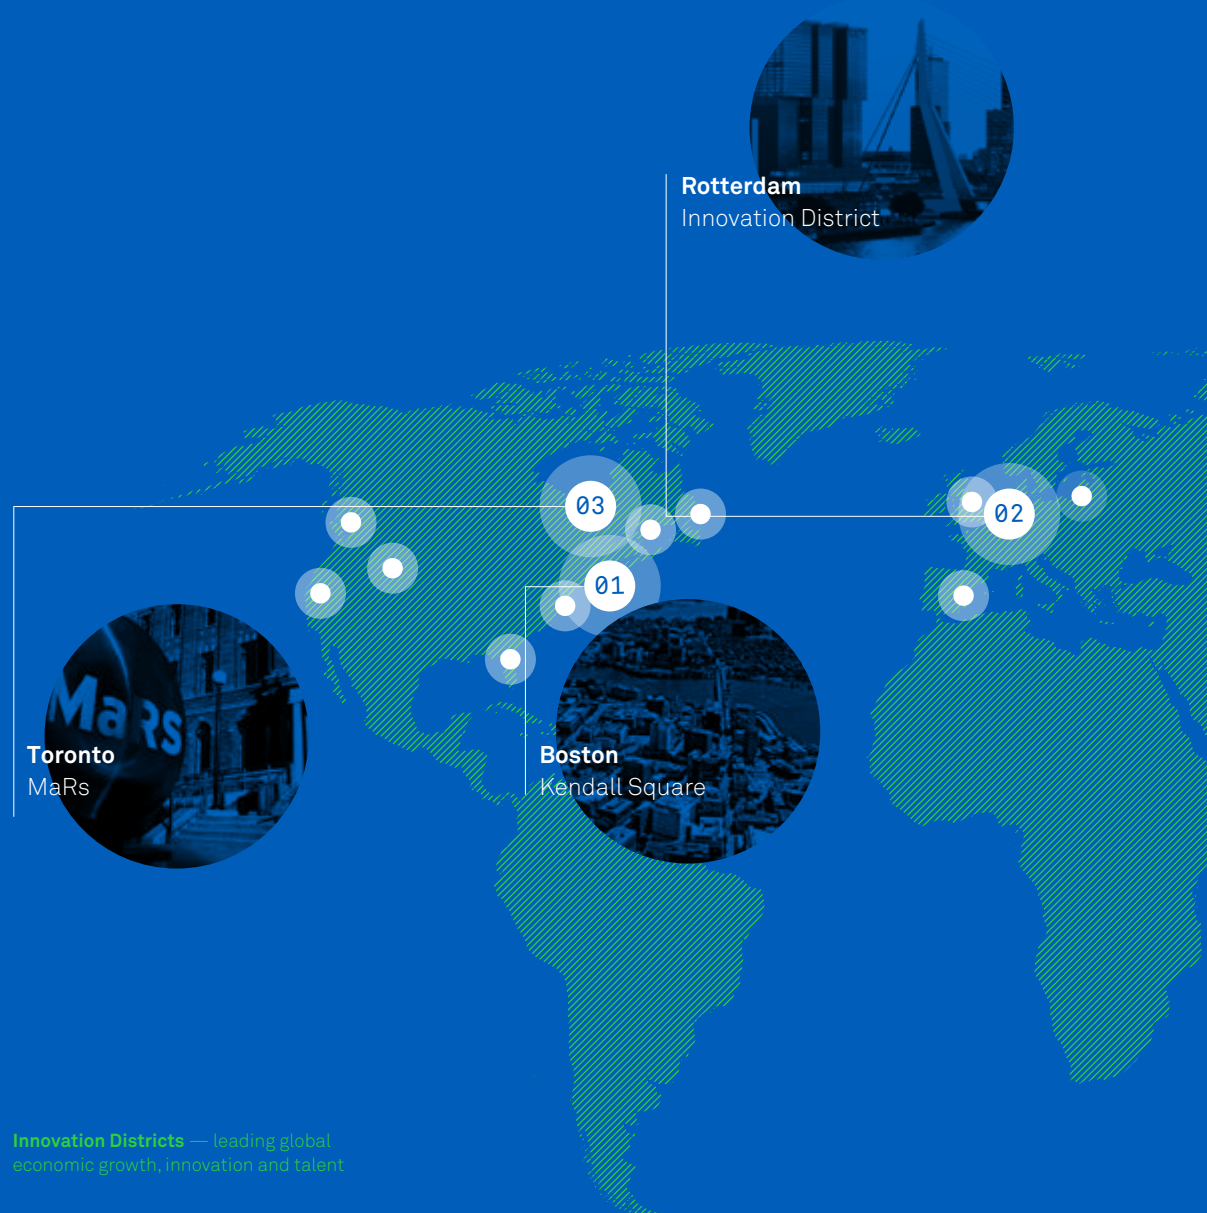 Rotterdam
Innovation District
03
02
01
MaRS
Toronto
MaRs
Boston
Kendall Square
Innovation Districts — leading global
economic growth, innovation and talent